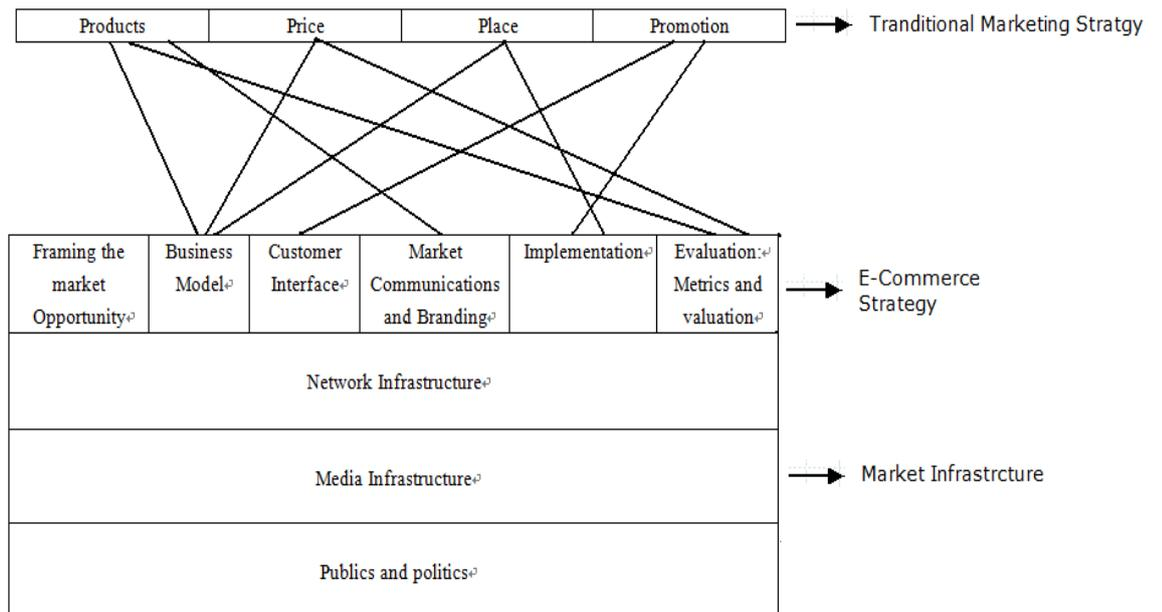 Products
Price
Place
Promotion
Tranditional Marketing Stratgy
Framing the
market
Opportunity
Business
Model
Customer
Interface
Market
Communications
and Branding
Implementation
Evaluation:
Metrics and
valuation
E-Commerce
Strategy
Network Infrastructure
Media Infrastructure
Market Infrastrcture
Publics and politics